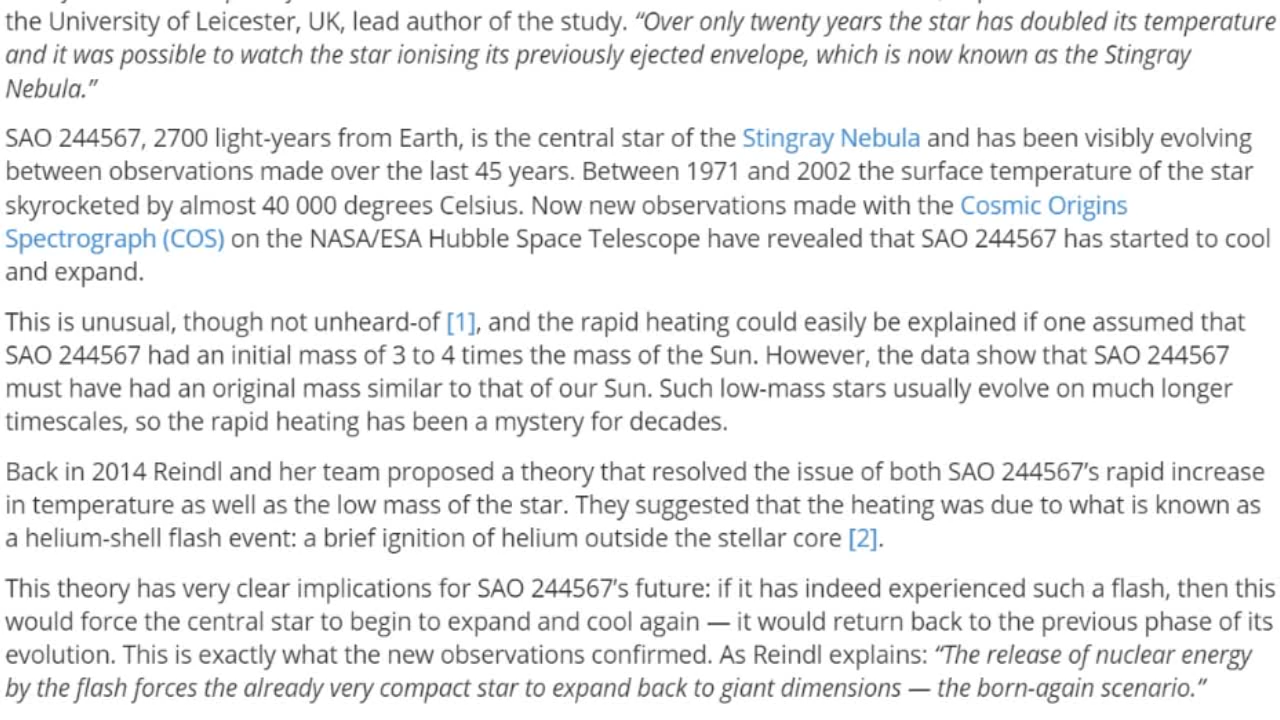 the University of Leicester, UK, lead author of the study. “Over only twenty years the star has doubled its temperature
and it was possible to watch the star ionising its previously ejected envelope, which is now known as the Stingray
Nebula.”
SAO 244567, 2700 light-years from Earth, is the central star of the Stingray Nebula and has been visibly evolving
between observations made over the last 45 years. Between 1971 and 2002 the surface temperature of the star
skyrocketed by almost 40 000 degrees Celsius. Now new observations made with the Cosmic Origins
Spectrograph (COS) on the NASA/ESA Hubble Space Telescope have revealed that SAO 244567 has started to cool
and expand.
This is unusual, though not unheard-of [1], and the rapid heating could easily be explained if one assumed that
SAO 244567 had an initial mass of 3 to 4 times the mass of the Sun. However, the data show that SAO 244567
must have had an original mass similar to that of our Sun. Such low-mass stars usually evolve on much longer
timescales, so the rapid heating has been a mystery for decades.
Back in 2014 Reindl and her team proposed a theory that resolved the issue of both SAO 244567’s rapid increase
in temperature as well as the low mass of the star. They suggested that the heating was due to what is known as
a helium-shell flash event: a brief ignition of helium outside the stellar core [2].
This theory has very clear implications for SAO 244567’s future: if it has indeed experienced such a flash, then this
would force the central star to begin to expand and cool again — it would return back to the previous phase of its
evolution. This is exactly what the new observations confirmed. As Reindl explains: “The release of nuclear energy
by the flash forces the already very compact star to expand back to giant dimensions — the born-again scenario.”